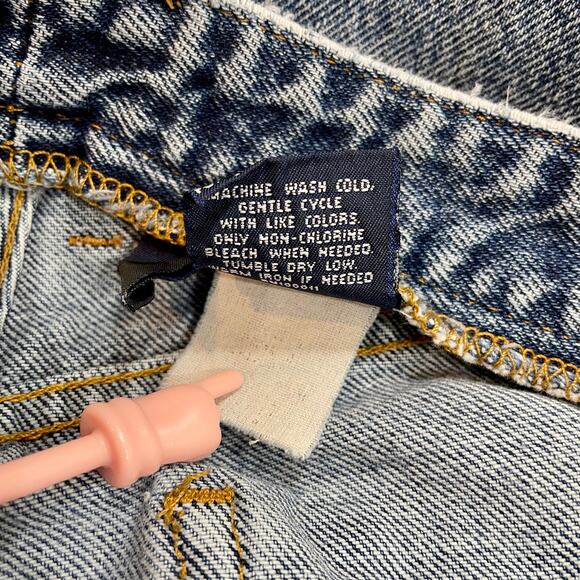 MACHINE WASH COLD,
GENTLE CYCLE
WITH LIKE COLORS.
ONLY NON-CHLORINE
BLEACH WHEN NEEDED.
TUMBLE DRY LOW.
WARM IRON IF NEEDED